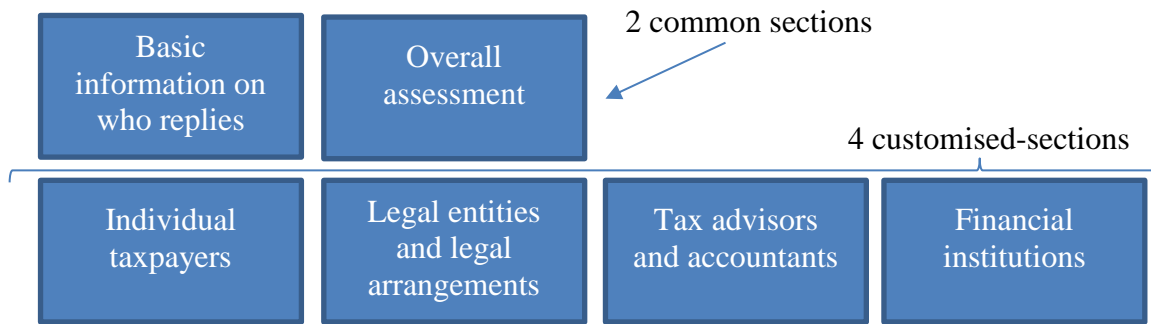 Basic
information on
who replies
Overall
assessment
2 common sections
4 customised-sections
Individual
taxpayers
Legal entities
and legal
arrangements
Tax advisors
and accountants
Financial
institutions